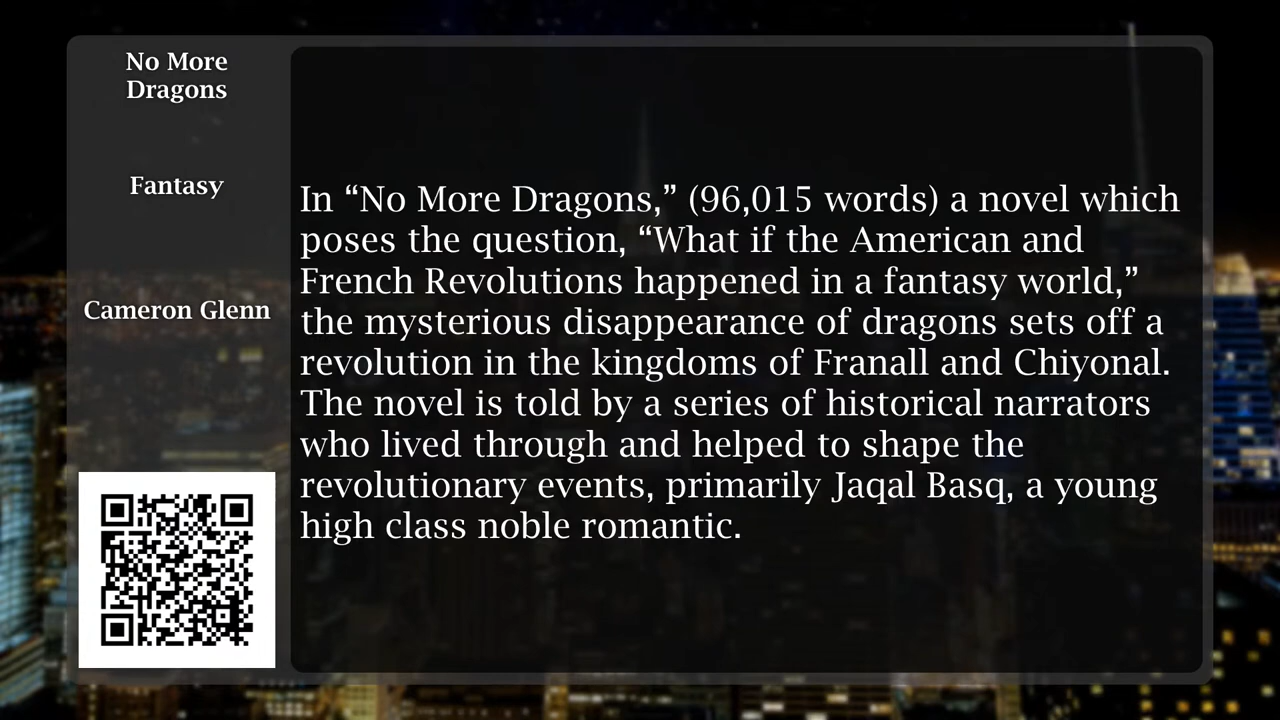 No More
Dragons
Fantasy
Cameron Glenn
In “No More Dragons,” (96,015 words) a novel which
poses the question, “What if the American and
French Revolutions happened in a fantasy world,”
the mysterious disappearance of dragons sets off a
revolution in the kingdoms of Franall and Chiyonal.
The novel is told by a series of historical narrators
who lived through and helped to shape the
revolutionary events, primarily Jaqal Basq, a young
high class noble romantic.